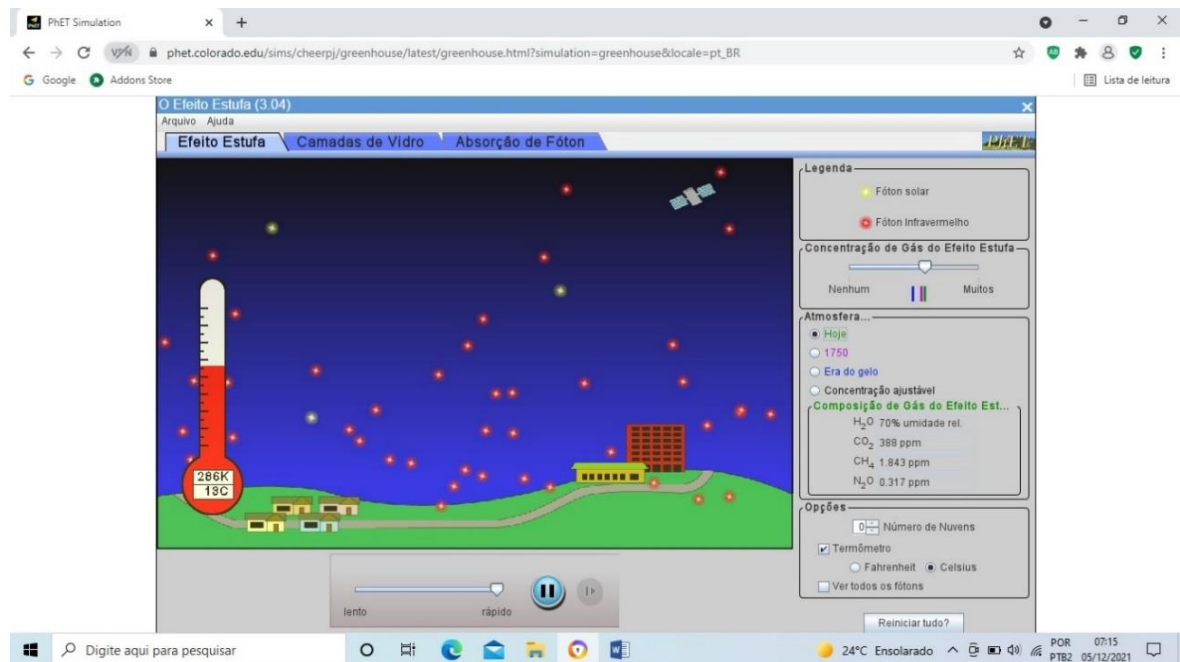 PhET Simulation
phet.colorado.edu/sims/cheerpj/greenhouse/latest/greenhouse.html?simulation=greenhouse&locale=pt_BR
Google Addons Store Lista de leitura
O Efeito Estufa (3.04)
Arquivo Ajuda
Efeito Estufa Camadas de Vidro Absorção de Fóton
Legenda
Fóton solar
Fóton Infravermelho
Concentração de Gás do Efeito Estufa
Nenhum Muitos
Atmosfera...
Hoje
1750
Era do gelo
Concentração ajustável
Composição de Gás do Efeito Est...
H2O 70% umidade rel.
CO2 388 ppm
CH4 1.843 ppm
N2O 0.317 ppm
Opções
0 Número de Nuvens
Termômetro
Fahrenheit Celsius
Ver todos os fótons
Reiniciar tudo?
286K
13C
lento rápido
Digite aqui para pesquisar
24°C Ensolarado
POR
PTB2
07:15
05/12/2021